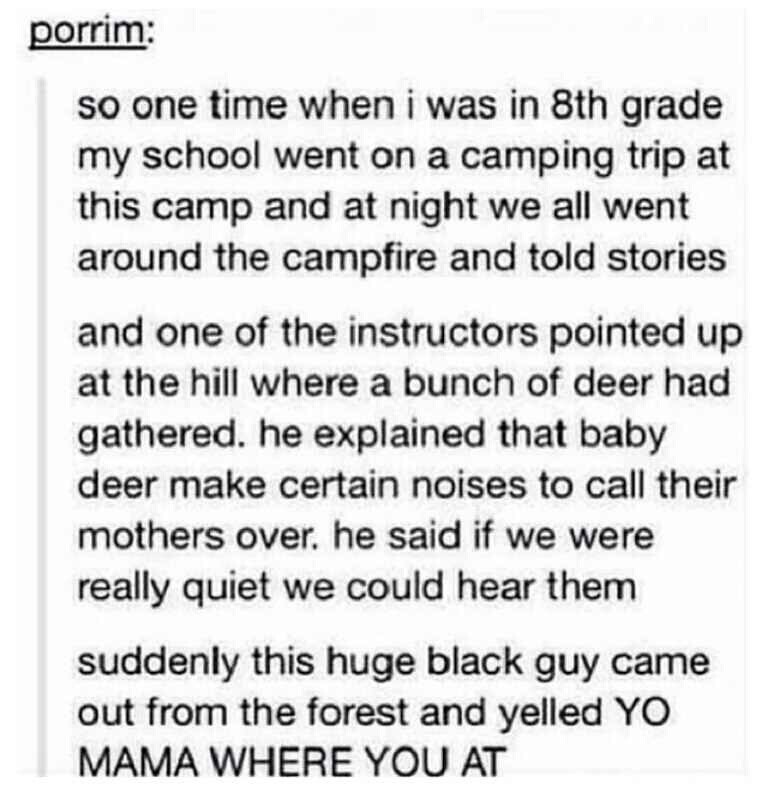 porrim:
so one time when i was in 8th grade
my school went on a camping trip at
this camp and at night we all went
around the campfire and told stories
and one of the instructors pointed up
at the hill where a bunch of deer had
gathered. he explained that baby
deer make certain noises to call their
mothers over. he said if we were
really quiet we could hear them
suddenly this huge black guy came
out from the forest and yelled YO
MAMA WHERE YOU AT